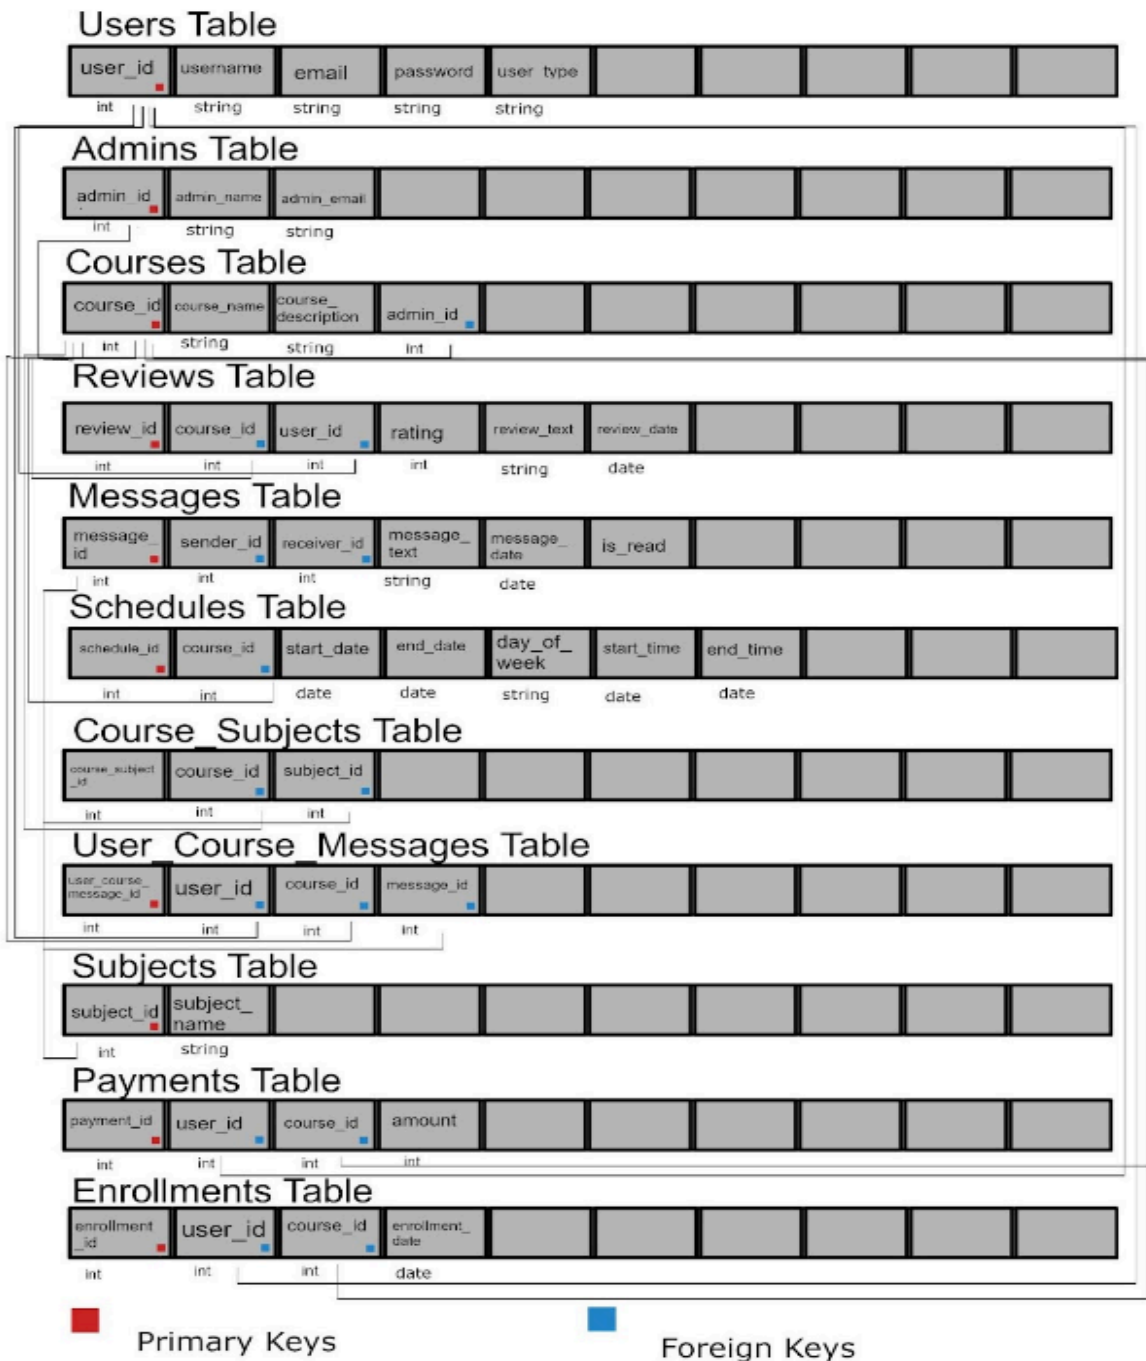 Users Table
user_id username email password user type
int string string string string
Admins Table
admin_id admin_name admin_email
int string string
Courses Table
course_id course_name course_
description admin_id
int string string int
Reviews Table
review_id course_id user_id rating review_text review_date
int int int int string date
Messages Table
message_
id sender_id receiver_id message_
text message_
date is_read
int int int string date
Schedules Table
schedule_id course_id start_date end_date day_of_
week start_time end_time
int int date date string date date
Course_Subjects Table
course_subject
_id course_id subject_id
int int int
User_Course_Messages Table
user_course_
message_id user_id course_id message_id
int int int int
Subjects Table
subject_id subject_
name
int string
Payments Table
payment_id user_id course_id amount
int int int int
Enrollments Table
enrollment
_id user_id course_id enrollment_
date
int int int date
Primary Keys Foreign Keys